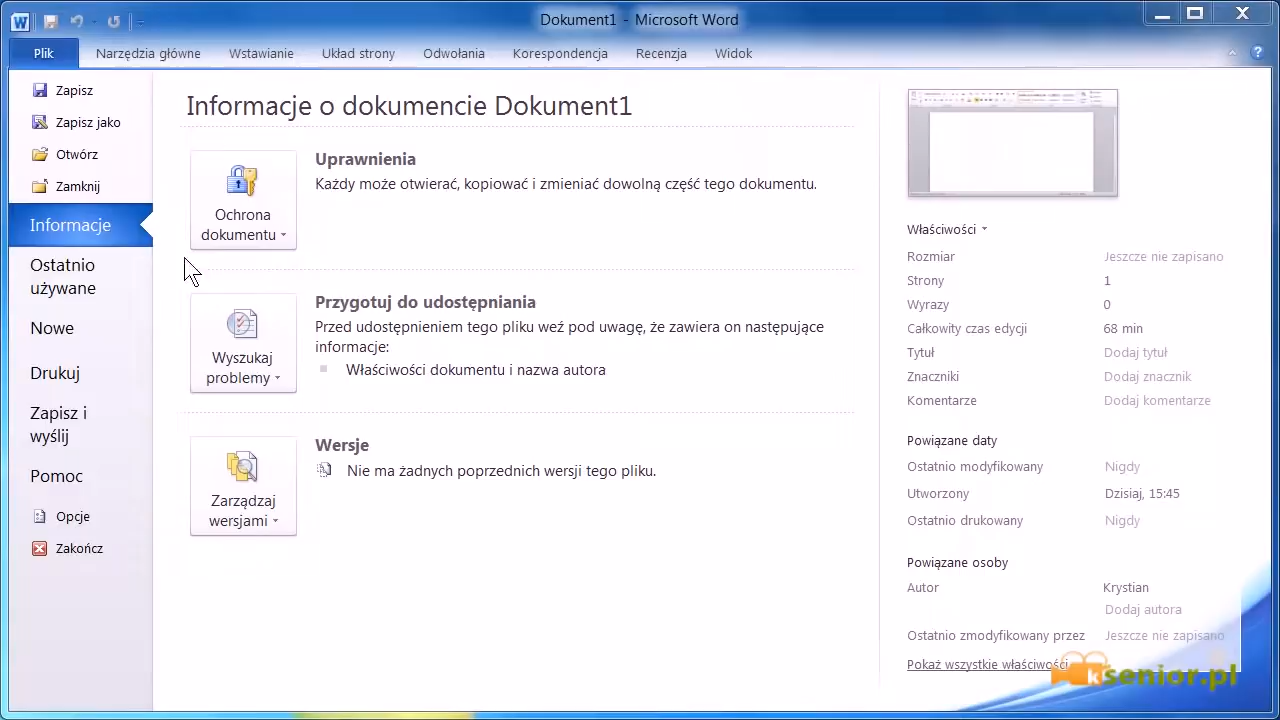 Dokument1 - Microsoft Word
Plik
Narzędzia główne
Wstawianie
Układ strony
Odwołania
Korespondencja
Recenzja
Widok
Zapisz
Zapisz jako
Otwórz
Zamknij
Informacje
Ostatnio
używane
Nowe
Drukuj
Zapisz i
wyślij
Pomoc
Opcje
Zakończ
Informacje o dokumencie Dokument1
Ochrona
dokumentu
Uprawnienia
Każdy może otwierać, kopiować i zmieniać dowolną część tego dokumentu.
Wyszukaj
problemy
Przygotuj do udostępniania
Przed udostępnieniem tego pliku weź pod uwagę, że zawiera on następujące
informacje:
Właściwości dokumentu i nazwa autora
Zarządzaj
wersjami
Wersje
Nie ma żadnych poprzednich wersji tego pliku.
Właściwości
Rozmiar Jeszcze nie zapisano
Strony 1
Wyrazy 0
Całkowity czas edycji 68 min
Tytuł Dodaj tytuł
Znaczniki Dodaj znacznik
Komentarze Dodaj komentarze
Powiązane daty
Ostatnio modyfikowany Nigdy
Utworzony Dzisiaj, 15:45
Ostatnio drukowany Nigdy
Powiązane osoby
Autor Krystian
Dodaj autora
Ostatnio zmodyfikowany przez Jeszcze nie zapisano
Pokaż wszystkie właściwości
ksenior.pl